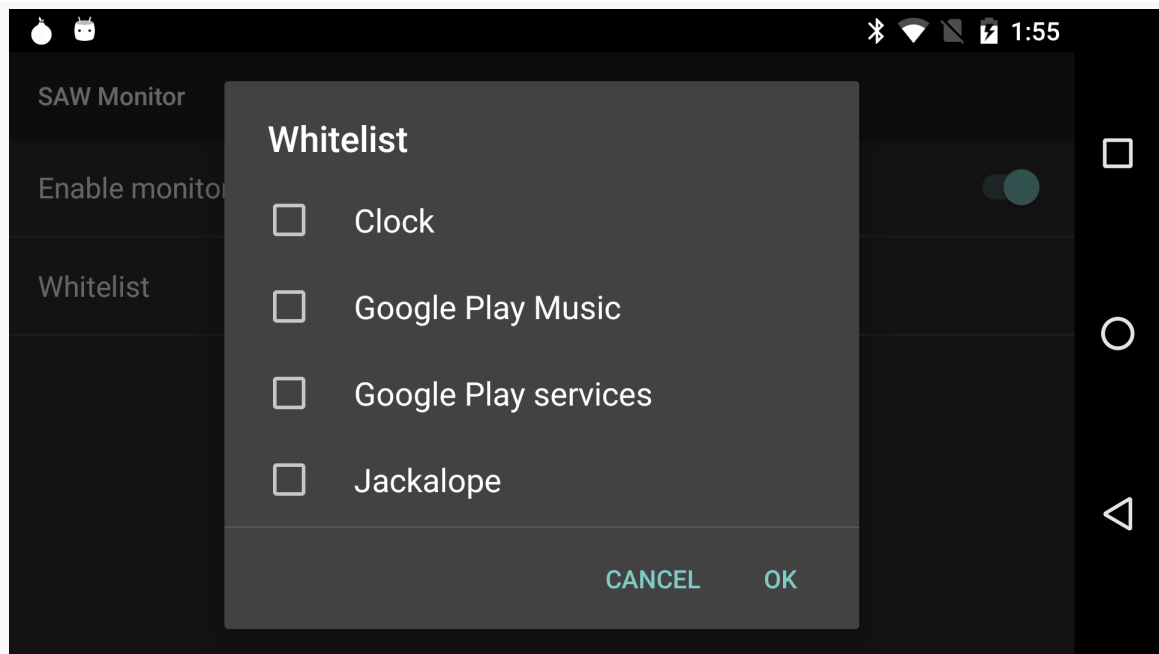 1:55
SAW Monitor
Whitelist
Enable monitor
Clock
Whitelist
Google Play Music
Google Play services
Jackalope
CANCEL OK